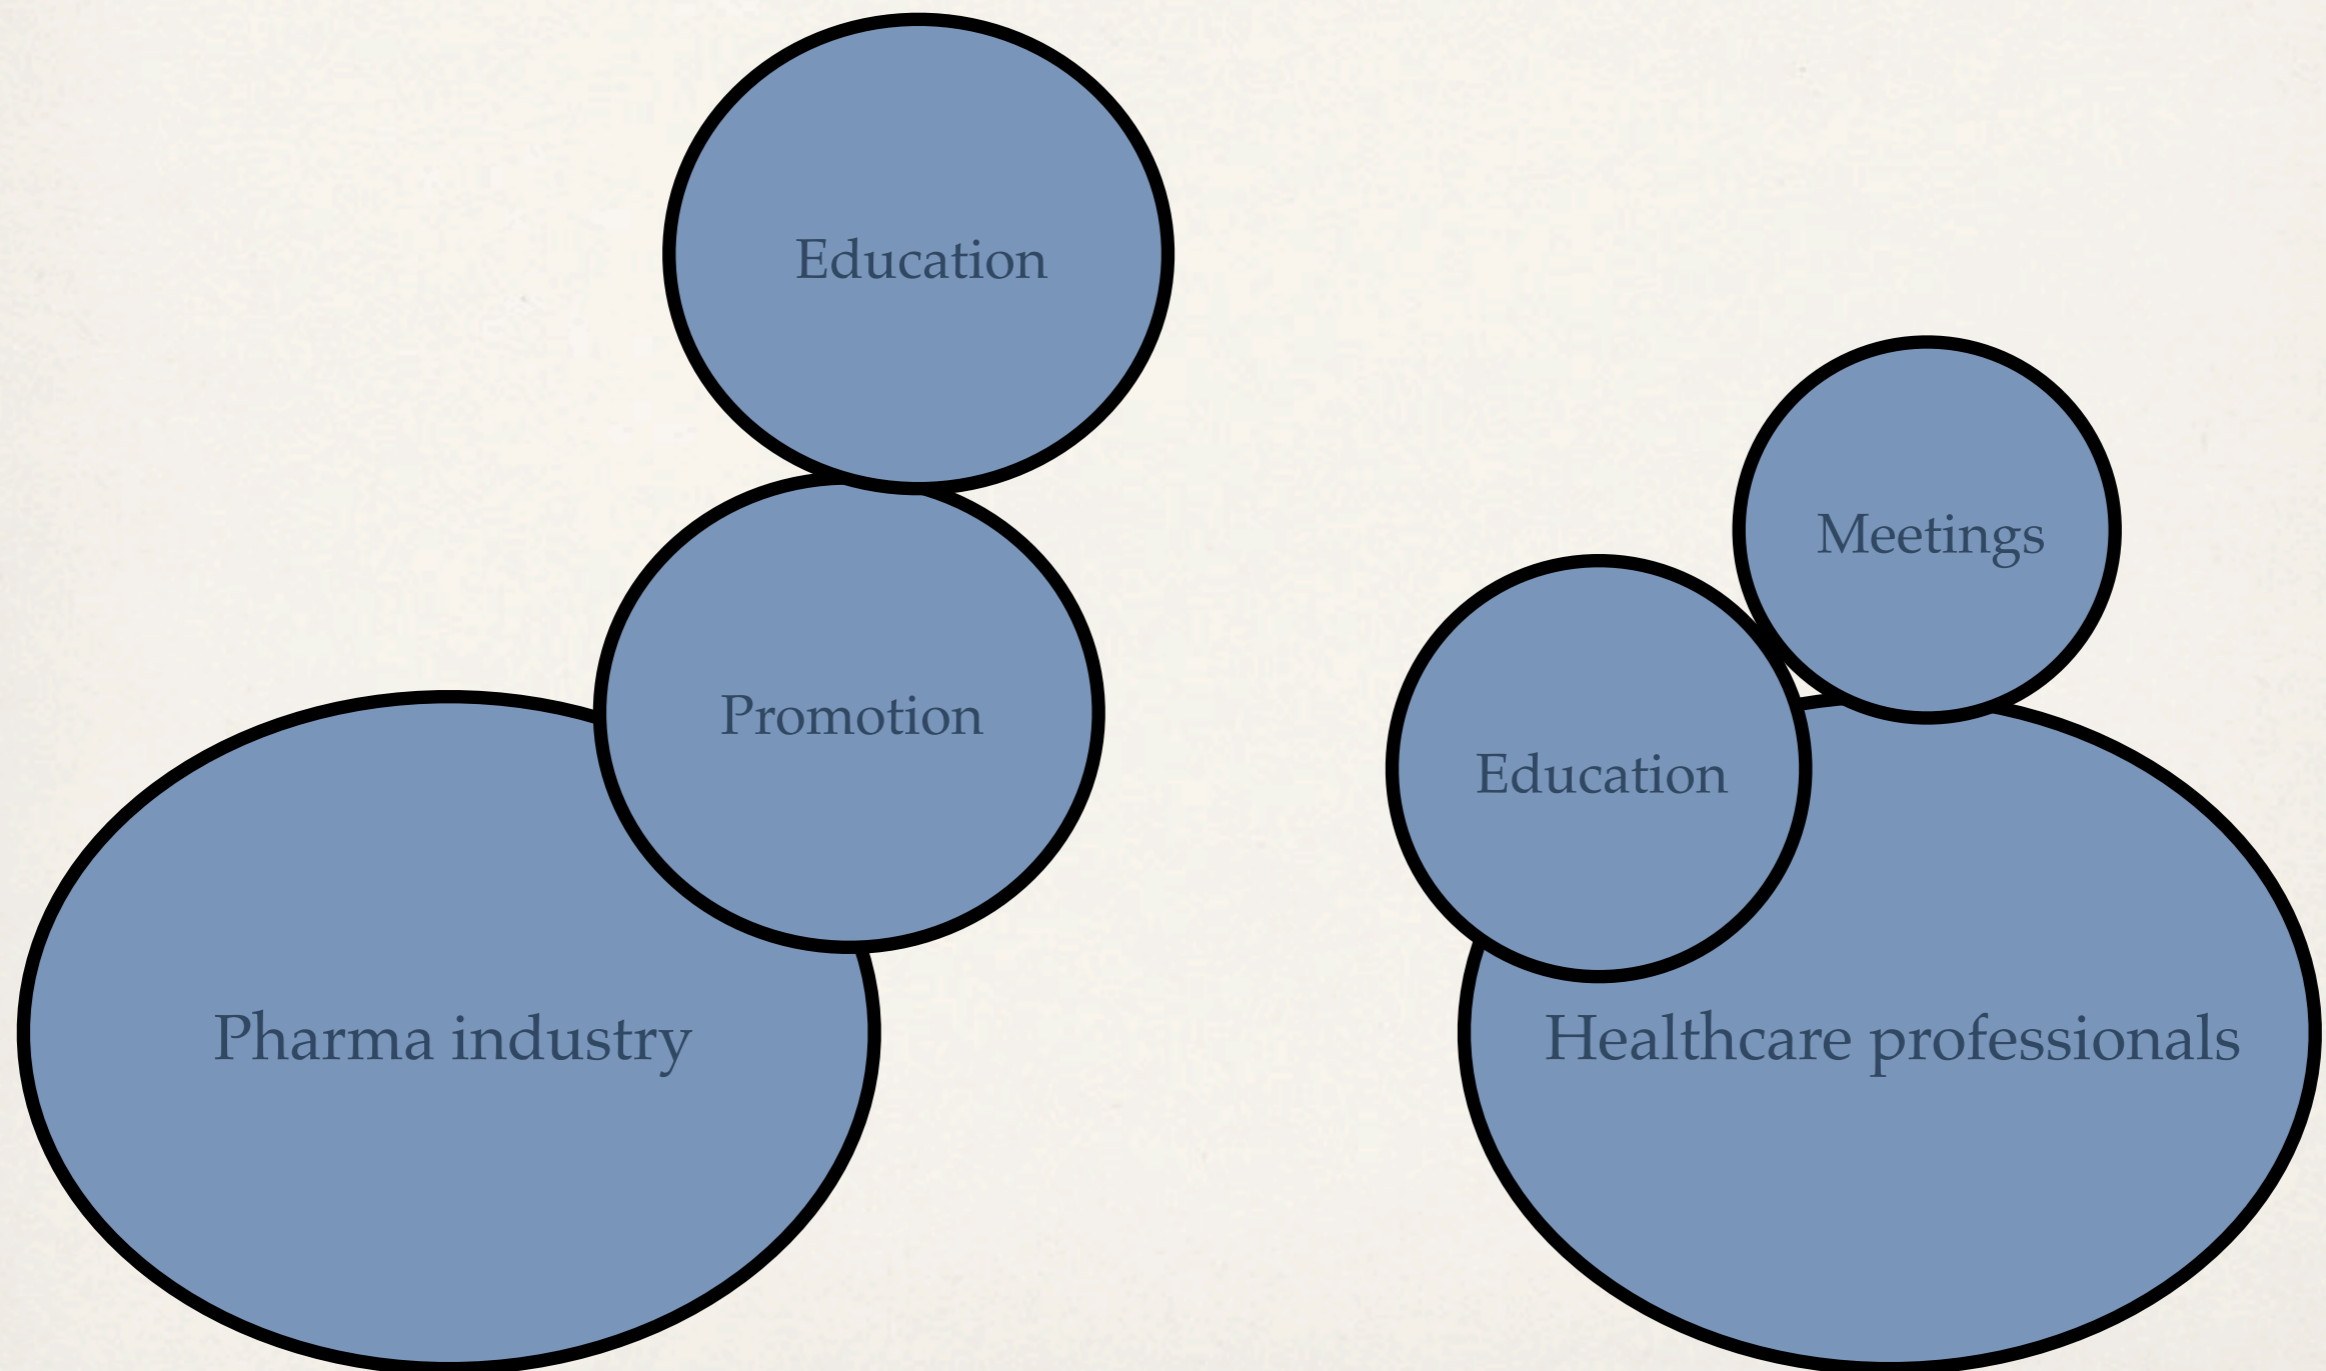 Education
Promotion
Pharma industry
Meetings
Education
Healthcare professionals